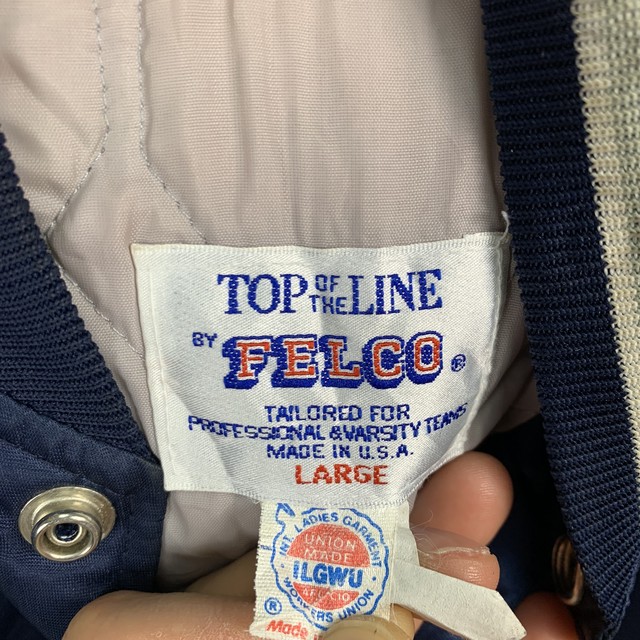 TOP OF THE LINE
BY FELCO®
TAILORED FOR
PROFESSIONAL & VARSITY TEAMS
MADE IN U.S.A.
LARGE
INT. LADIES GARMENT
UNION
MADE
ILGWU
AFL-CIO
WORKERS UNION
®
Made